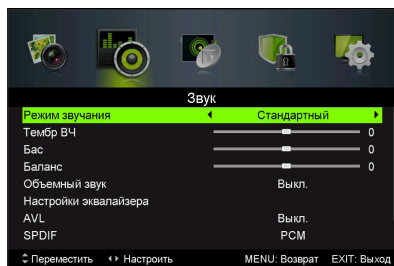 Звук
Режим звучания Стандартный
Тембр ВЧ 0
Бас 0
Баланс 0
Объемный звук Выкл.
Настройки эквалайзера
AVL Выкл.
SPDIF PCM
Переместить Настроить MENU: Возврат EXIT: Выход